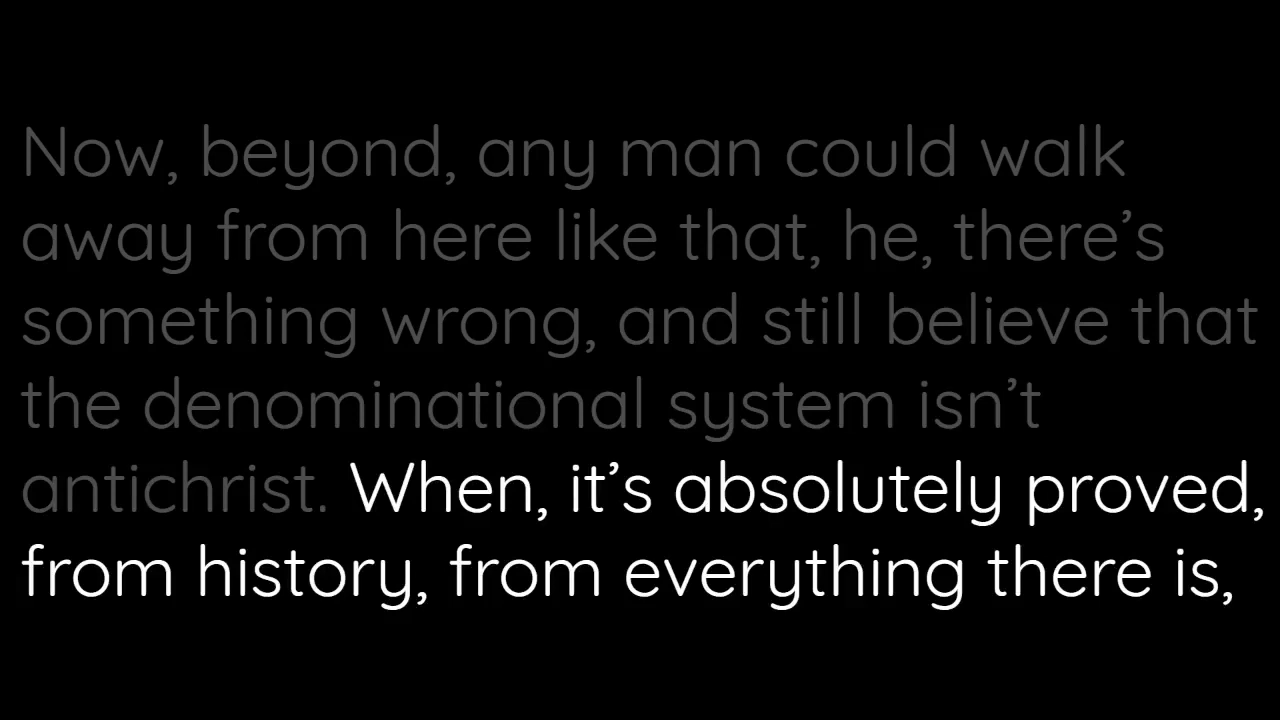 Now, beyond, any man could walk
away from here like that, he, there’s
something wrong, and still believe that
the denominational system isn’t
antichrist. When, it’s absolutely proved,
from history, from everything there is,